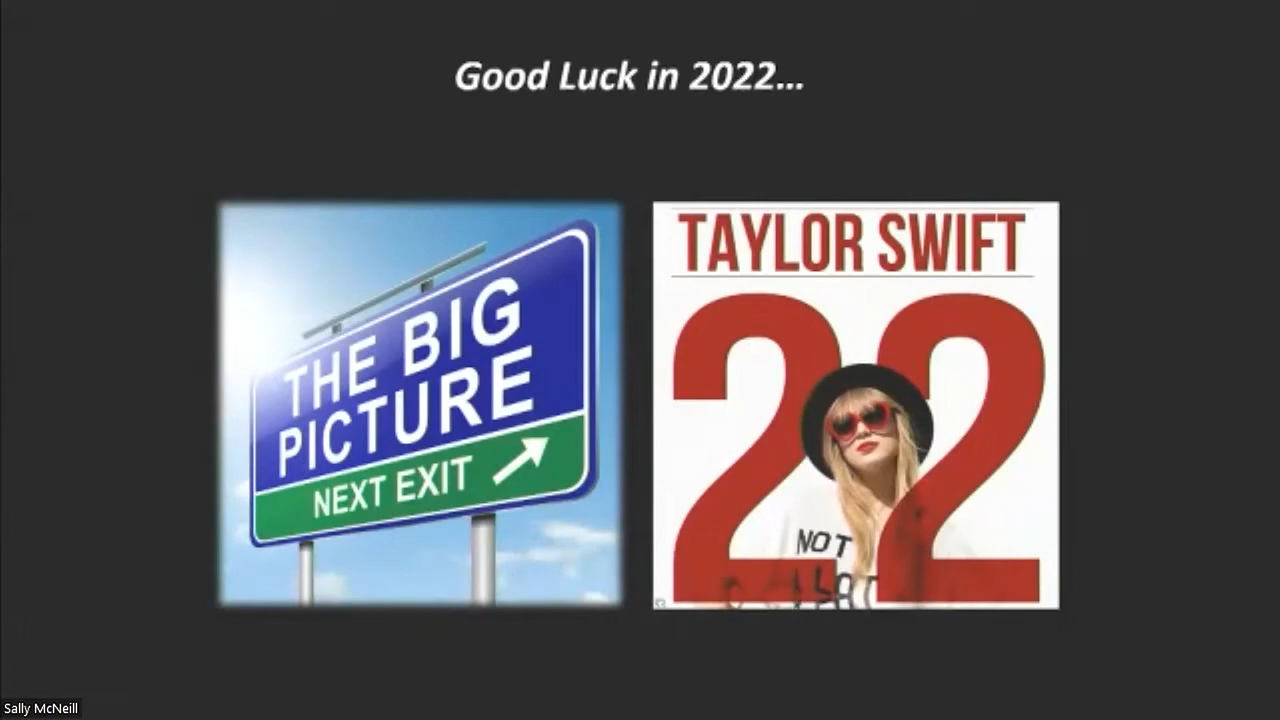 Good Luck in 2022...
THE BIG
PICTURE
NEXT EXIT
TAYLOR SWIFT
22
NOT
Sally McNeill